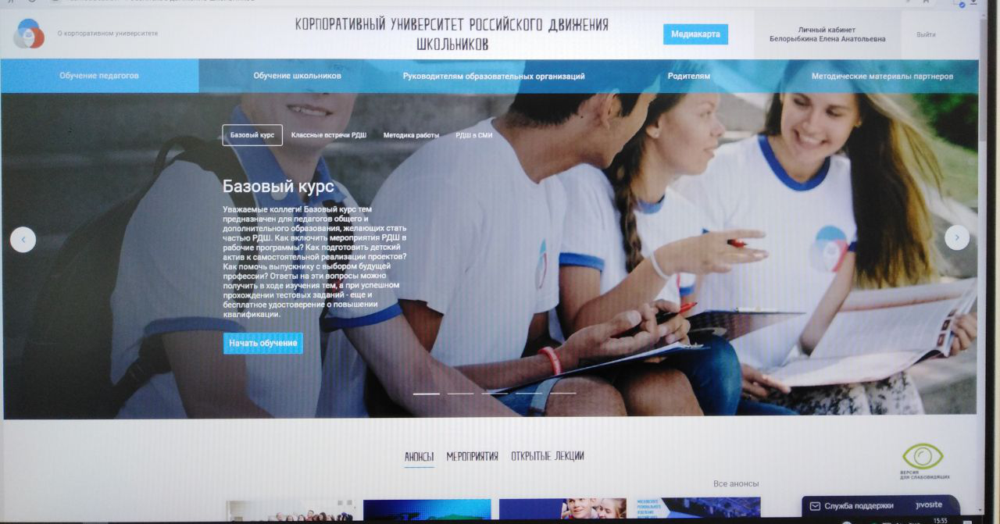 О корпоративном университете
КОРПОРАТИВНЫЙ УНИВЕРСИТЕТ РОССИЙСКОГО ДВИЖЕНИЯ
ШКОЛЬНИКОВ
Медиакарта
Личный кабинет
Белорыбкина Елена Анатольевна
Выйти
Обучение педагогов
Обучение школьников
Руководителям образовательных организаций
Родителям
Методические материалы партнеров
Базовый курс
Классные встречи РДШ
Методика работы
РДШ в СМИ
Базовый курс
Уважаемые коллеги! Базовый курс тем
предназначен для педагогов общего и
дополнительного образования, желающих стать
частью РДШ. Как включить мероприятия РДШ в
рабочие программы? Как подготовить детский
актив к самостоятельной реализации проектов?
Как помочь выпускнику с выбором будущей
профессии? Ответы на эти вопросы можно
получить в ходе изучения тем, а при успешном
прохождении тестовых заданий - еще и
бесплатное удостоверение о повышении
квалификации.
Начать обучение
АНОНСЫ
МЕРОПРИЯТИЯ
ОТКРЫТЫЕ ЛЕКЦИИ
ВЕРСИЯ
ДЛЯ СЛАБОВИДЯЩИХ
Все анонсы
Служба поддержки
jivosite
15:35